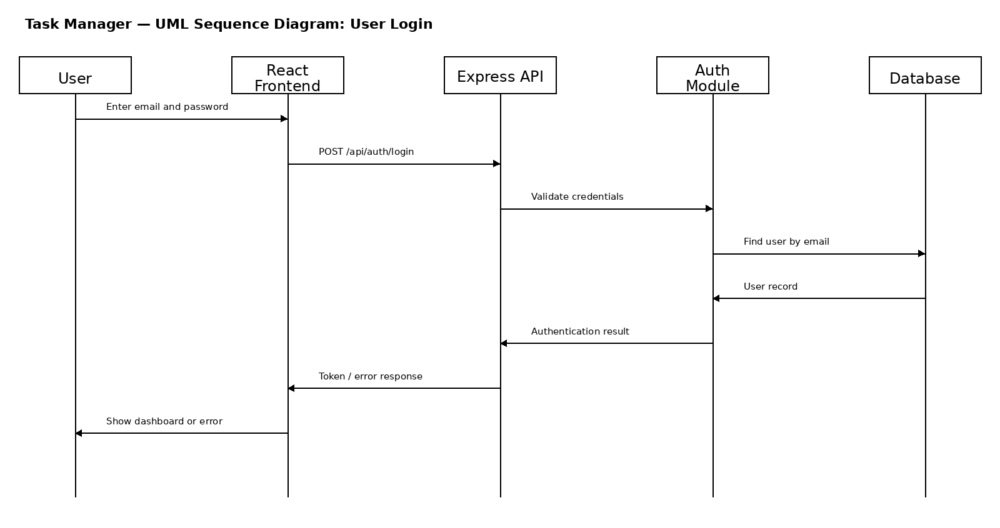 Task Manager — UML Sequence Diagram: User Login
User
React
Frontend
Express API
Auth
Module
Database
Enter email and password
POST /api/auth/login
Validate credentials
Find user by email
User record
Authentication result
Token / error response
Show dashboard or error